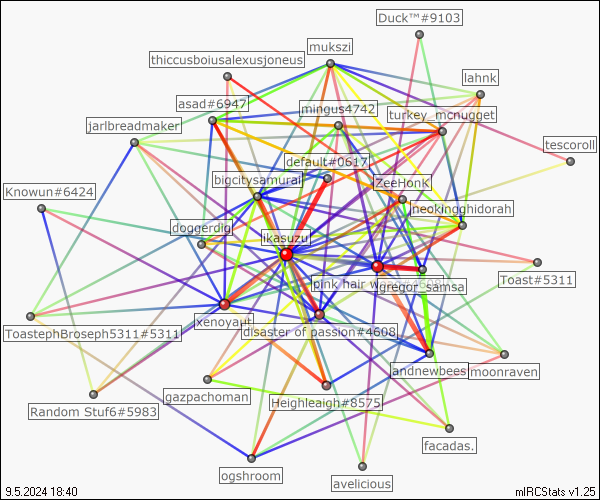 Duck™#9103
mukszi
thiccusboiusalexusjoneus
lahnk
asad#6947
mingus4742
turkey_mcnugget
jarlbreadmaker
tescoroll
default#0617
bigcitysamurai
ZeeHonk
Knowun#6424
neokingghidorah
doggerdig
ikasuzu
Toast#5311
pink hair
gregor_samsa
xenoyaut
ToastephBroseph5311#5311
disaster of passion#4608
andnewbees
moonraven
gazpachoman
Heighleaigh#8575
Random Stuf6#5983
facadas.
ogshroom
avelicious
9.5.2024 18:40
mIRCStats v1.25